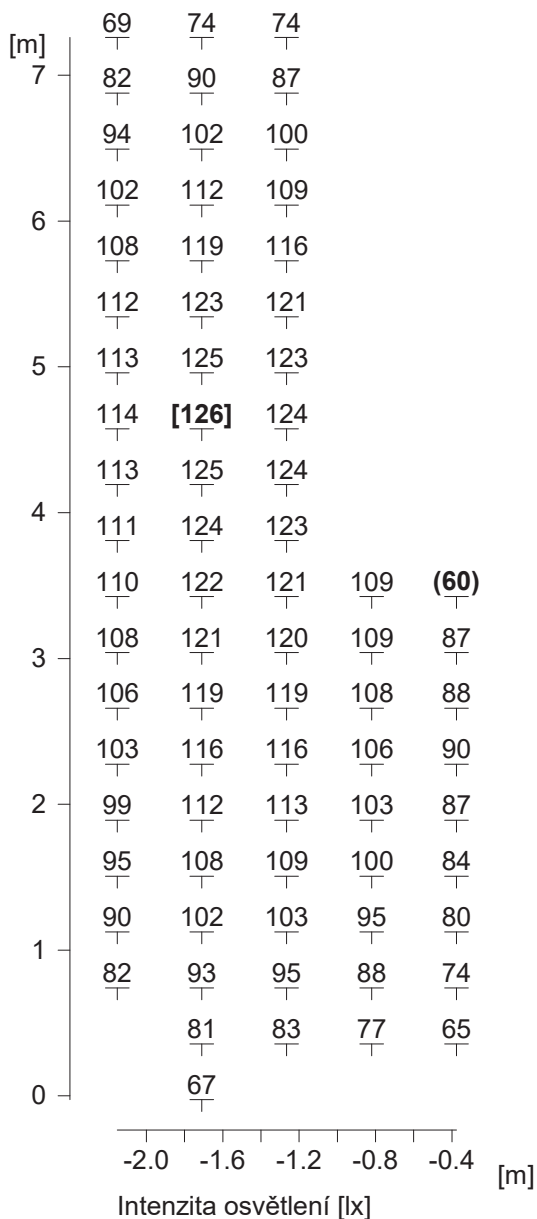 69 74 74
[m]
7 82 90 87
94 102 100
102 112 109
6
108 119 116
112 123 121
5 113 125 123
114 [126] 124
113 125 124
4
111 124 123
110 122 121 109 (60)
3 108 121 120 109 87
106 119 119 108 88
103 116 116 106 90
2 99 112 113 103 87
95 108 109 100 84
90 102 103 95 80
1
82 93 95 88 74
81 83 77 65
0 67
-2.0 -1.6 -1.2 -0.8 -0.4 [m]
Intenzita osvětlení [lx]